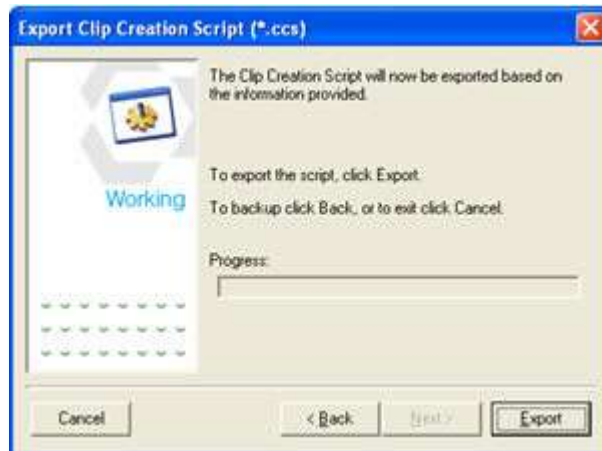 Export Clip Creation Script (*.ccs)
The Clip Creation Script will now be exported based on
the information provided.
To export the script, click Export.
Working
To backup click Back, or to exit click Cancel.
Progress:
Cancel
< Back
Next >
Export